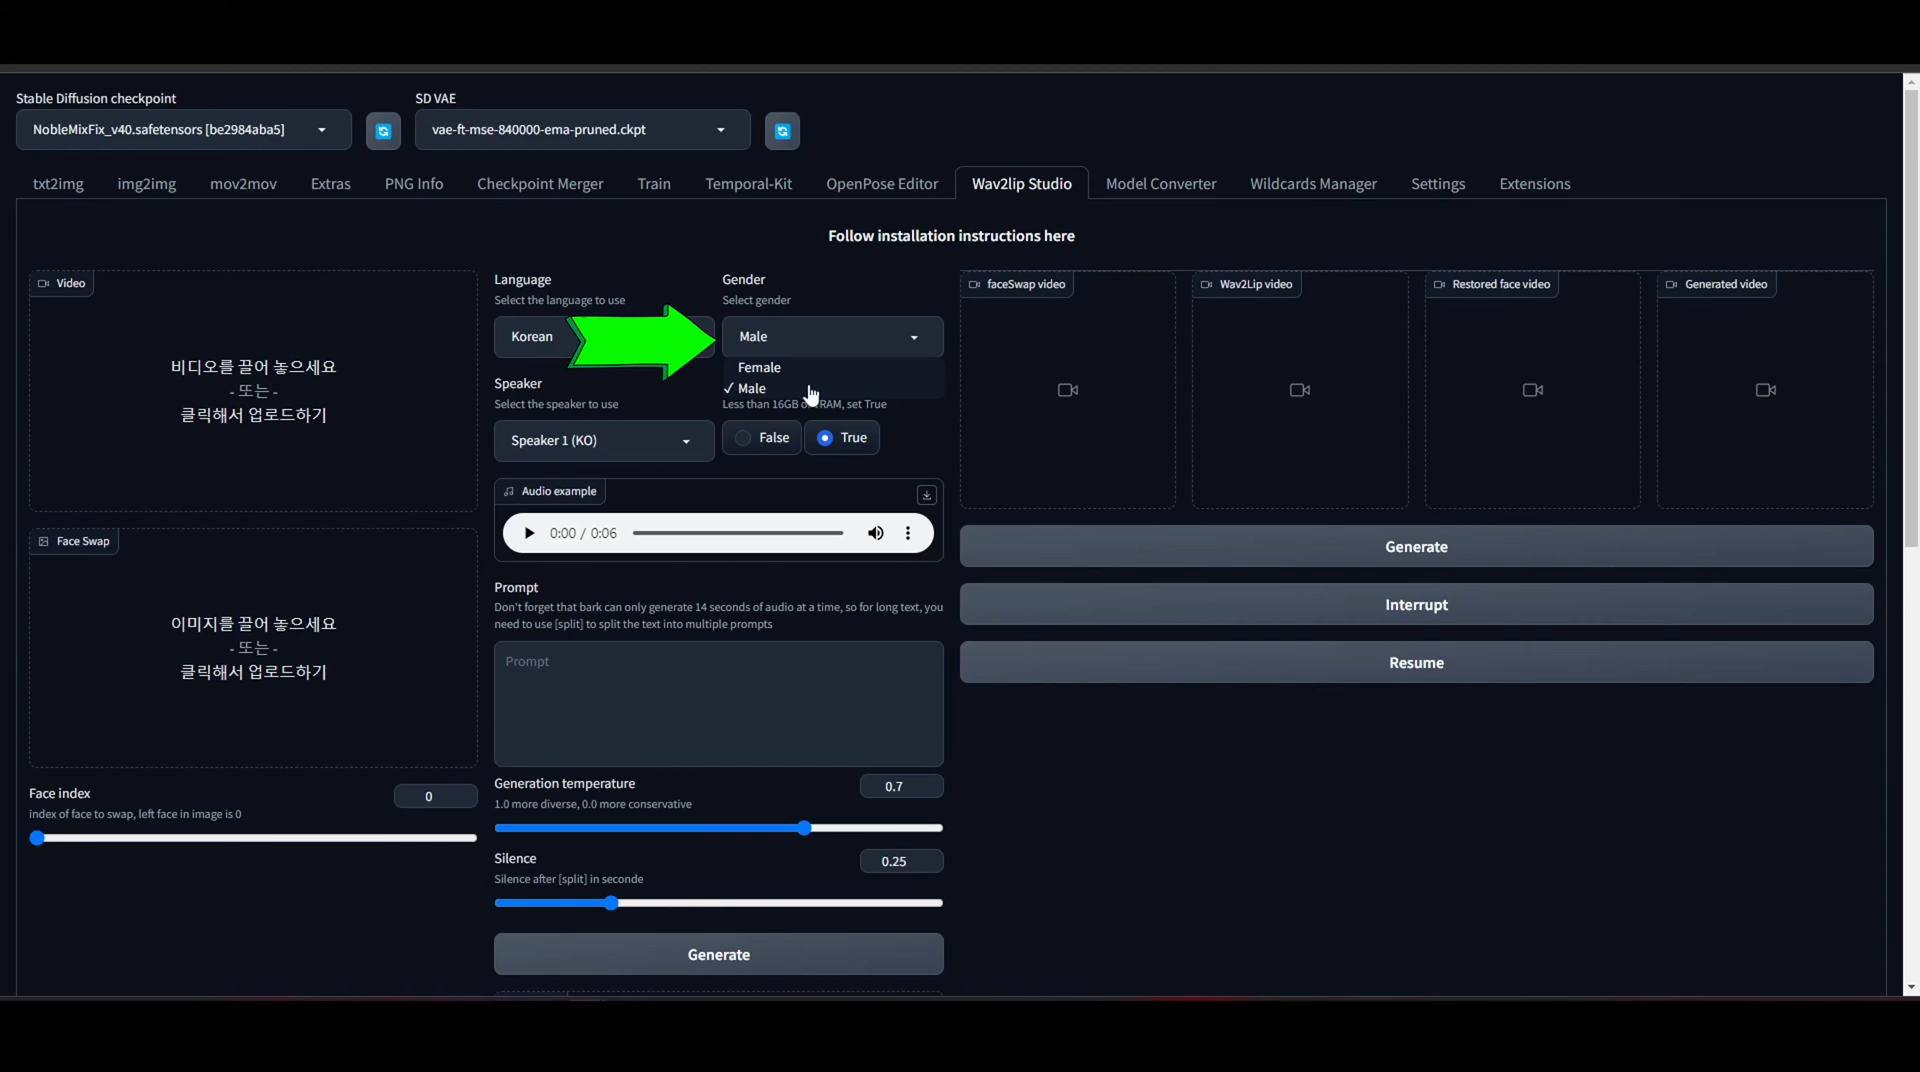 Stable Diffusion checkpoint
SD VAE
NobleMixFix_v40.safetensors [be2984aba5]
vae-ft-mse-840000-ema-pruned.ckpt
txt2img
img2img
mov2mov
Extras
PNG Info
Checkpoint Merger
Train
Temporal-Kit
OpenPose Editor
Wav2lip Studio
Model Converter
Wildcards Manager
Settings
Extensions
Follow installation instructions here
Video
비디오를 끌어 놓으세요
- 또는 -
클릭해서 업로드하기
Face Swap
이미지를 끌어 놓으세요
- 또는 -
클릭해서 업로드하기
Face index
0
index of face to swap, left face in image is 0
Language
Select the language to use
Korean
Gender
Select gender
Male
Female
✓ Male
Speaker
Select the speaker to use
Speaker 1 (KO)
Less than 16GB of VRAM, set True
False
True
Audio example
0:00 / 0:06
Prompt
Don't forget that bark can only generate 14 seconds of audio at a time, so for long text, you
need to use [split] to split the text into multiple prompts
Prompt
Generation temperature
0.7
1.0 more diverse, 0.0 more conservative
Silence
0.25
Silence after [split] in seconde
Generate
faceSwap video
Wav2Lip video
Restored face video
Generated video
Generate
Interrupt
Resume